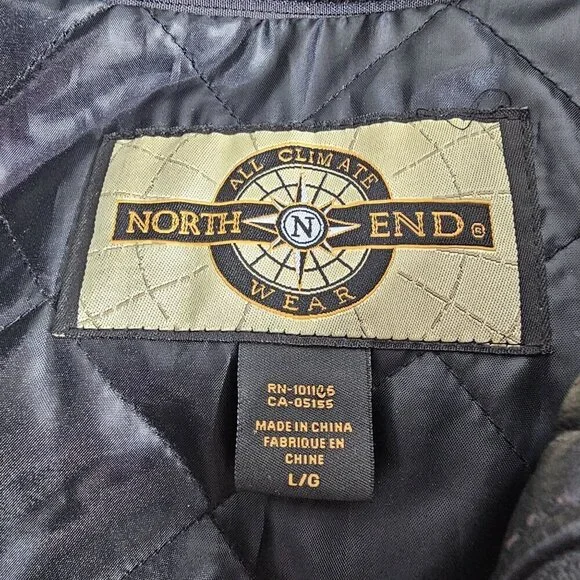 ALL CLIMATE
NORTH N END®
WEAR
RN-101166
CA-05155
MADE IN CHINA
FABRIQUE EN
CHINE
L/G